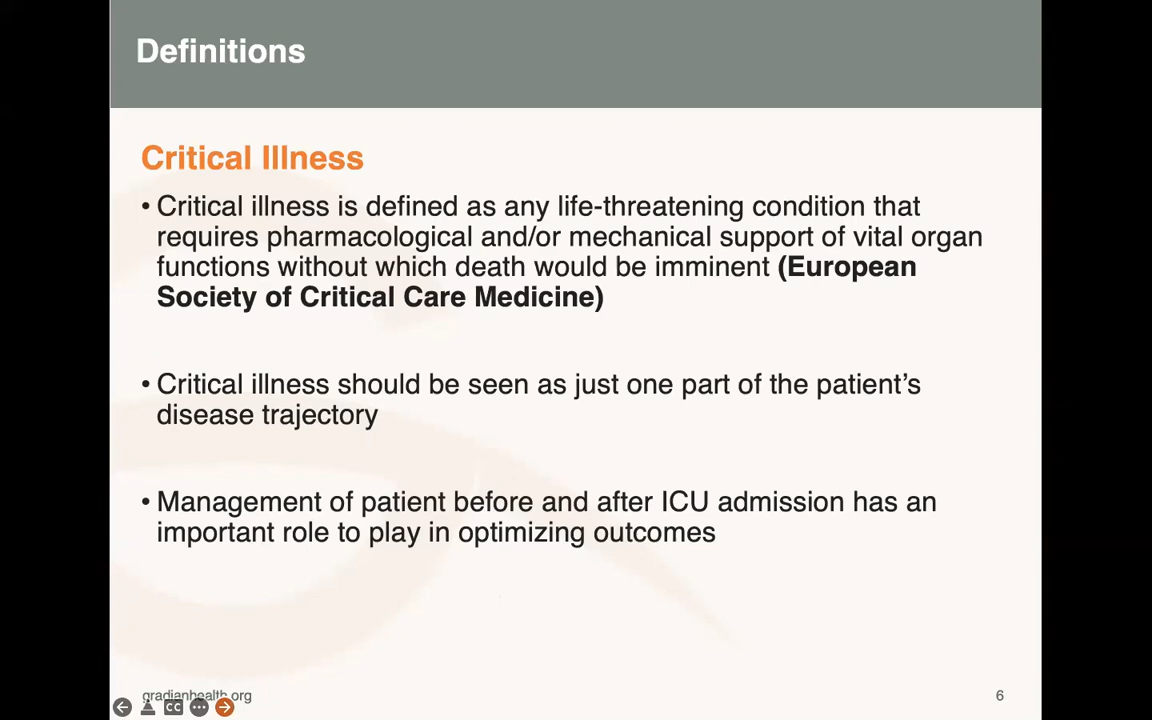 Definitions
Critical Illness
• Critical illness is defined as any life-threatening condition that
requires pharmacological and/or mechanical support of vital organ
functions without which death would be imminent (European
Society of Critical Care Medicine)
• Critical illness should be seen as just one part of the patient’s
disease trajectory
• Management of patient before and after ICU admission has an
important role to play in optimizing outcomes
gradianhealth.org
6
CC